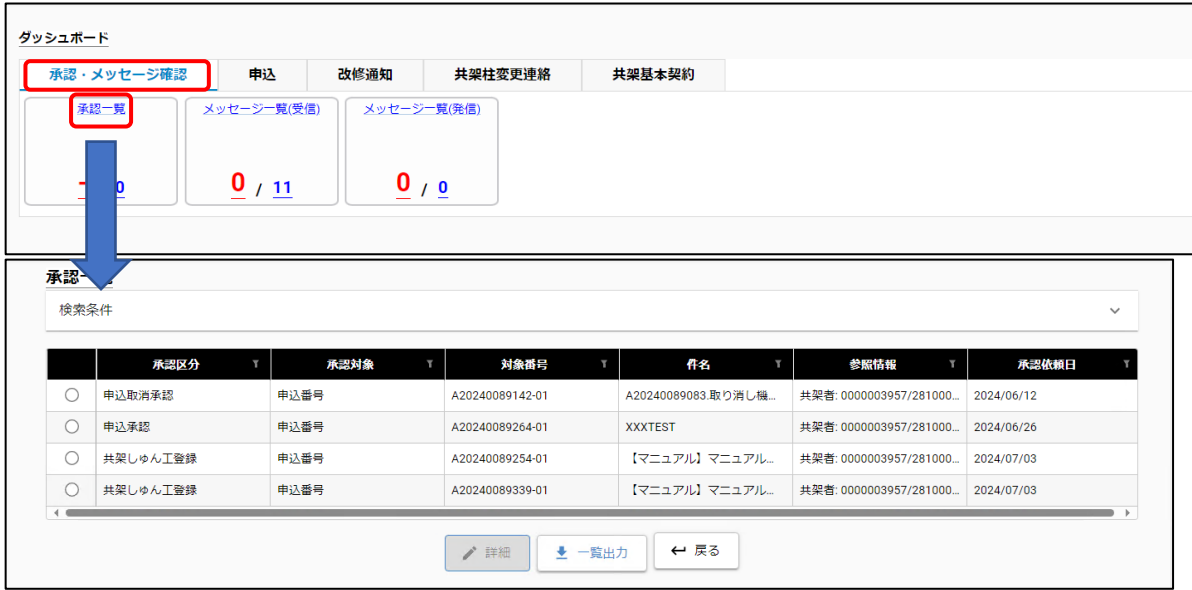 ダッシュボード
承認・メッセージ確認 申込 改修通知 共架柱変更連絡 共架基本契約
承認一覧 メッセージ一覧(受信) メッセージ一覧(発信)
0 0 / 11 0 / 0
承認一
検索条件
承認区分 承認対象 対象番号 件名 参照情報 承認依頼日
申込取消承認 申込番号 A20240089142-01 A20240089083.取り消し機... 共架者: 0000003957/281000... 2024/06/12
申込承認 申込番号 A20240089264-01 XXXTEST 共架者: 0000003957/281000... 2024/06/26
共架しゅん工登録 申込番号 A20240089254-01 【マニュアル】マニュアル... 共架者: 0000003957/281000... 2024/07/03
共架しゅん工登録 申込番号 A20240089339-01 【マニュアル】マニュアル... 共架者: 0000003957/281000... 2024/07/03
詳細 一覧出力 戻る